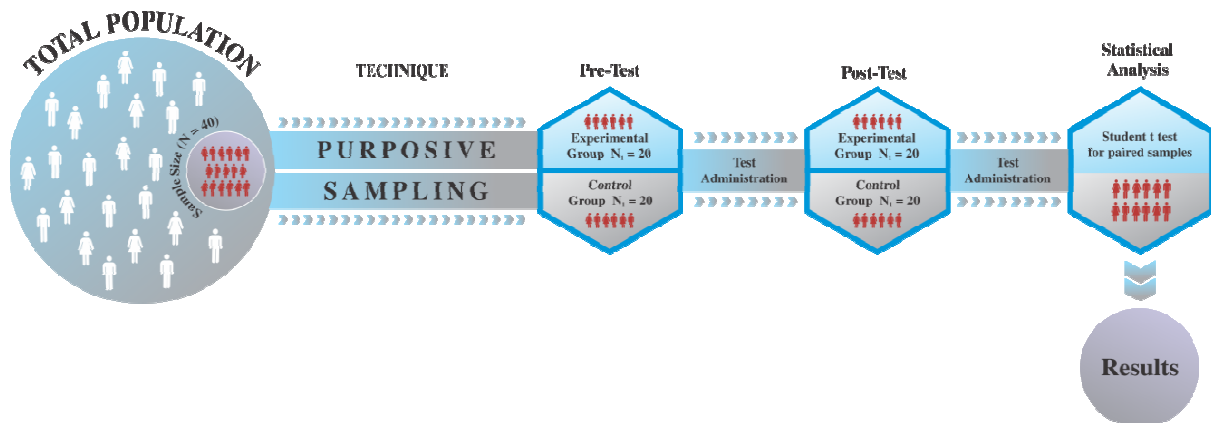 TOTAL POPULATION
Sample Size (N = 40)
TECHNIQUE
PURPOSIVE
SAMPLING
Pre-Test
Experimental
Group N₁ = 20
Control
Group N₁ = 20
Test
Administration
Post-Test
Experimental
Group N₁ = 20
Control
Group N₁ = 20
Test
Administration
Statistical
Analysis
Student t test
for paired samples
Results